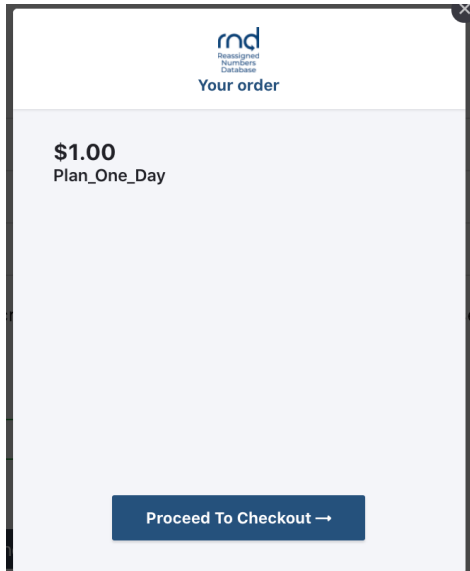 rnd
Reassigned
Numbers
Database
Your order
$1.00
Plan_One_Day
Proceed To Checkout →